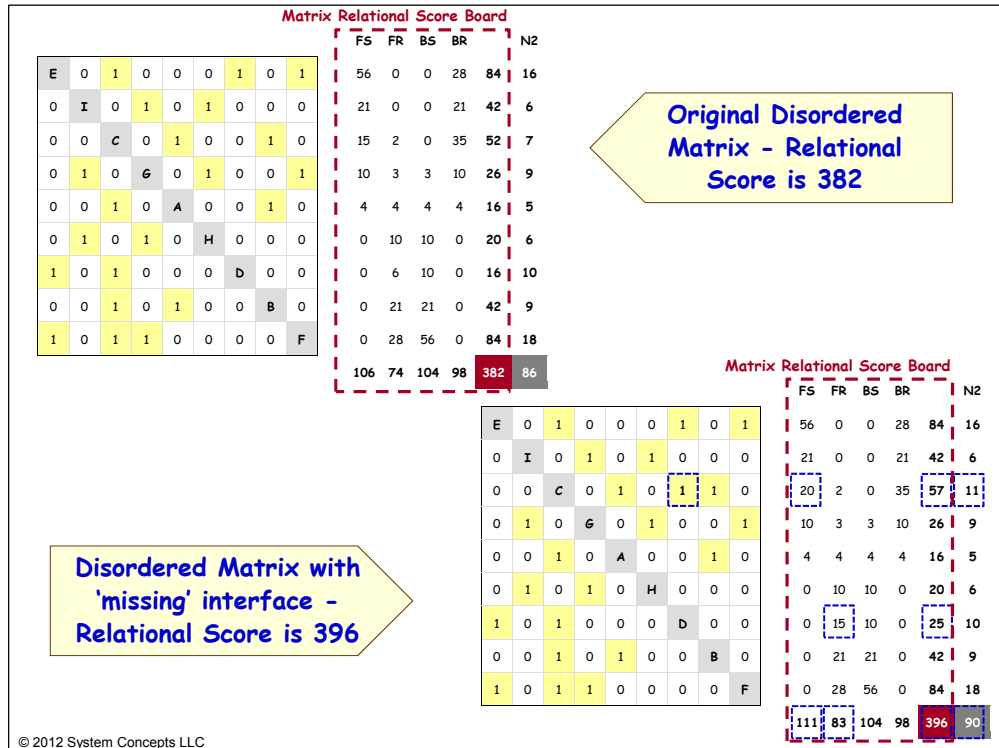 Matrix Relational Score Board
FS FR BS BR N2
E 0 1 0 0 0 1 0 1 56 0 0 28 84 16
0 I 0 1 0 1 0 0 0 21 0 0 21 42 6
0 0 C 0 1 0 0 1 0 15 2 0 35 52 7
0 1 0 G 0 1 0 0 1 10 3 3 10 26 9
0 0 1 0 A 0 0 1 0 4 4 4 4 16 5
0 1 0 1 0 H 0 0 0 0 10 10 0 20 6
1 0 1 0 0 0 D 0 0 0 6 10 0 16 10
0 0 1 0 1 0 0 B 0 0 21 21 0 42 9
1 0 1 1 0 0 0 0 F 0 28 56 0 84 18
106 74 104 98 382 86
Original Disordered
Matrix - Relational
Score is 382
Matrix Relational Score Board
FS FR BS BR N2
E 0 1 0 0 0 1 0 1 56 0 0 28 84 16
0 I 0 1 0 1 0 0 0 21 0 0 21 42 6
0 0 C 0 1 0 1 1 0 20 2 0 35 57 11
0 1 0 G 0 1 0 0 1 10 3 3 10 26 9
0 0 1 0 A 0 0 1 0 4 4 4 4 16 5
0 1 0 1 0 H 0 0 0 0 10 10 0 20 6
1 0 1 0 0 0 D 0 0 0 15 10 0 25 10
0 0 1 0 1 0 0 B 0 0 21 21 0 42 9
1 0 1 1 0 0 0 0 F 0 28 56 0 84 18
111 83 104 98 396 90
Disordered Matrix with
‘missing’ interface –
Relational Score is 396
© 2012 System Concepts LLC